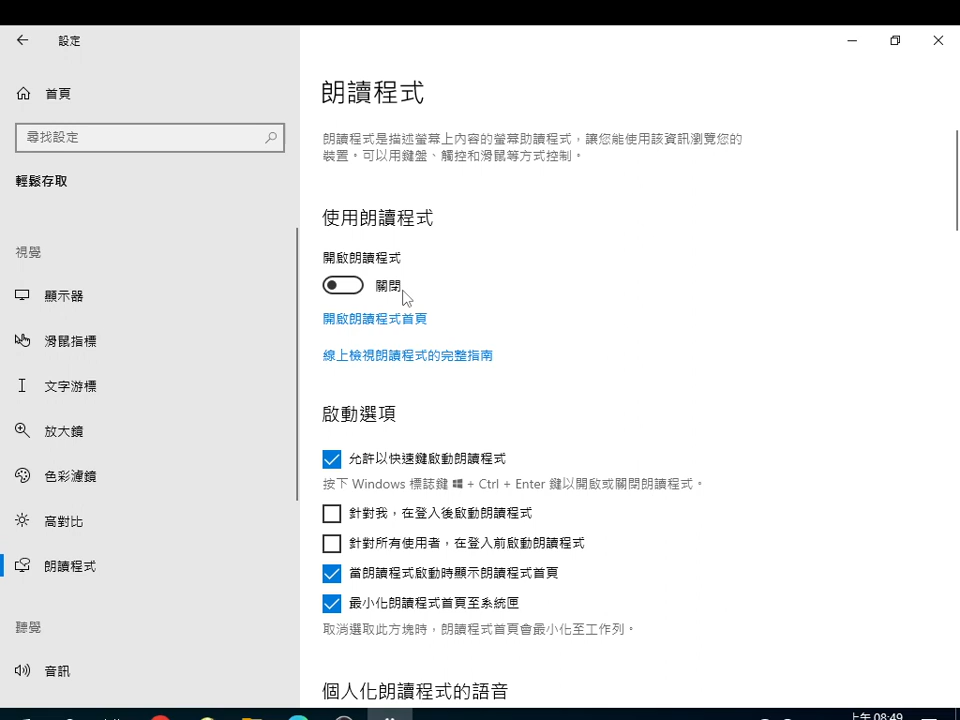 設定
首頁
尋找設定
輕鬆存取
視覺
顯示器
滑鼠指標
文字游標
放大鏡
色彩濾鏡
高對比
朗讀程式
聽覺
音訊
朗讀程式
朗讀程式是描述螢幕上內容的螢幕助讀程式，讓您能使用該資訊瀏覽您的
裝置。可以用鍵盤、觸控和滑鼠等方式控制。
使用朗讀程式
開啟朗讀程式
關閉
開啟朗讀程式首頁
線上檢視朗讀程式的完整指南
啟動選項
允許以快速鍵啟動朗讀程式
按下 Windows 標誌鍵 + Ctrl + Enter 鍵以開啟或關閉朗讀程式。
針對我，在登入後啟動朗讀程式
針對所有使用者，在登入前啟動朗讀程式
當朗讀程式啟動時顯示朗讀程式首頁
最小化朗讀程式首頁至系統匣
取消選取此方塊時，朗讀程式首頁會最小化至工作列。
個人化朗讀程式的語音
上午 08:49